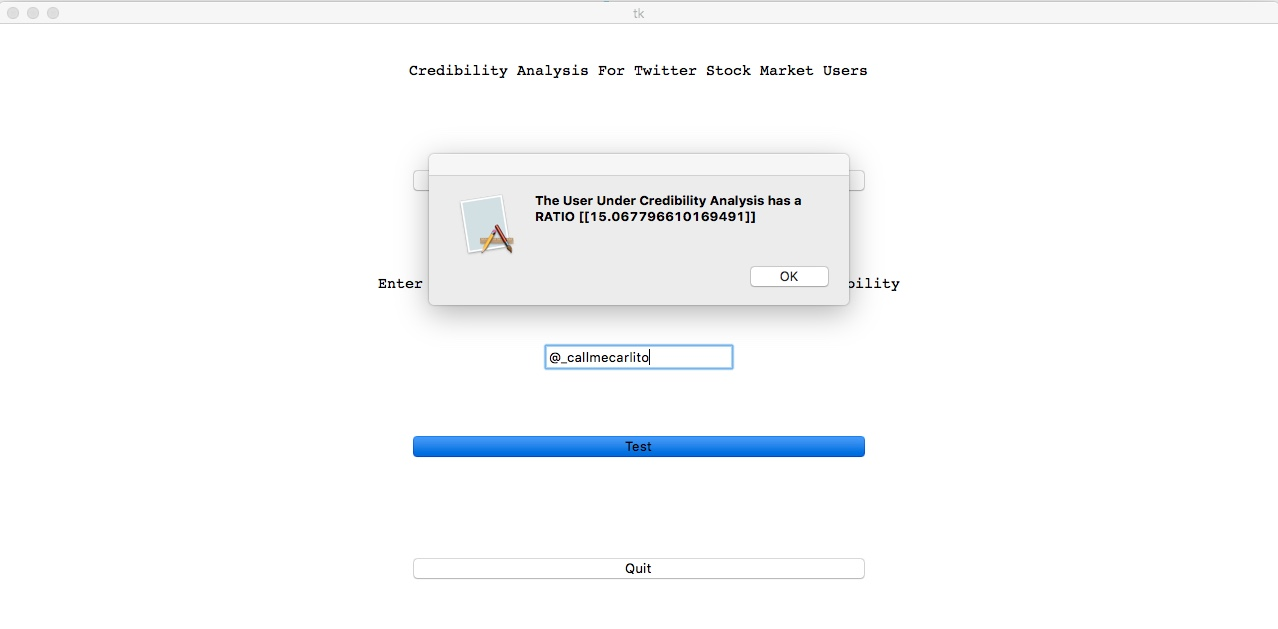 tk
Credibility Analysis For Twitter Stock Market Users
The User Under Credibility Analysis has a
RATIO [[15.067796610169491]]
OK
Enter
@_callmecarlito
Test
Quit